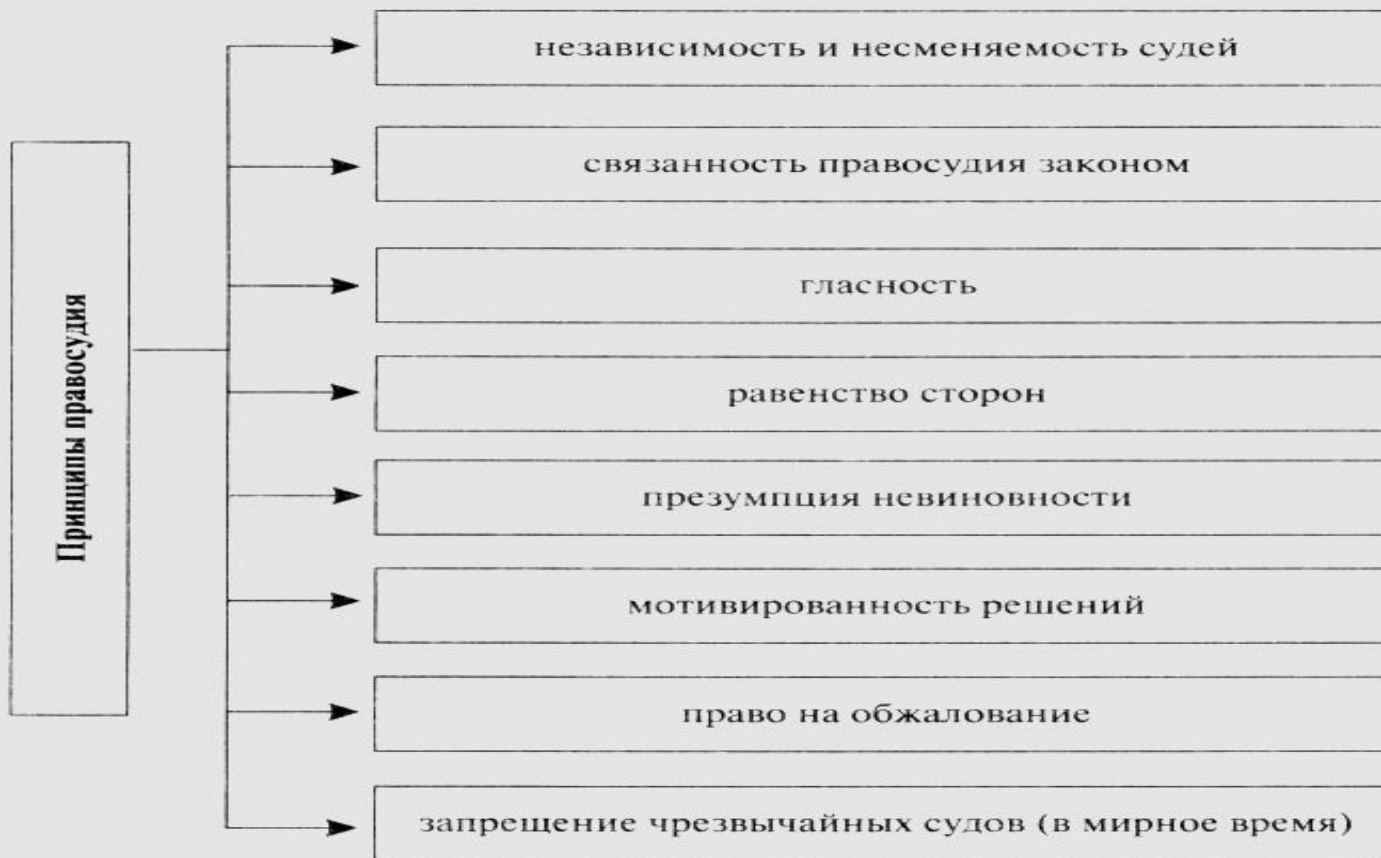 Принципы правосудия
независимость и несменяемость судей
связанность правосудия законом
гласность
равенство сторон
презумпция невиновности
мотивированность решений
право на обжалование
запрещение чрезвычайных судов (в мирное время)